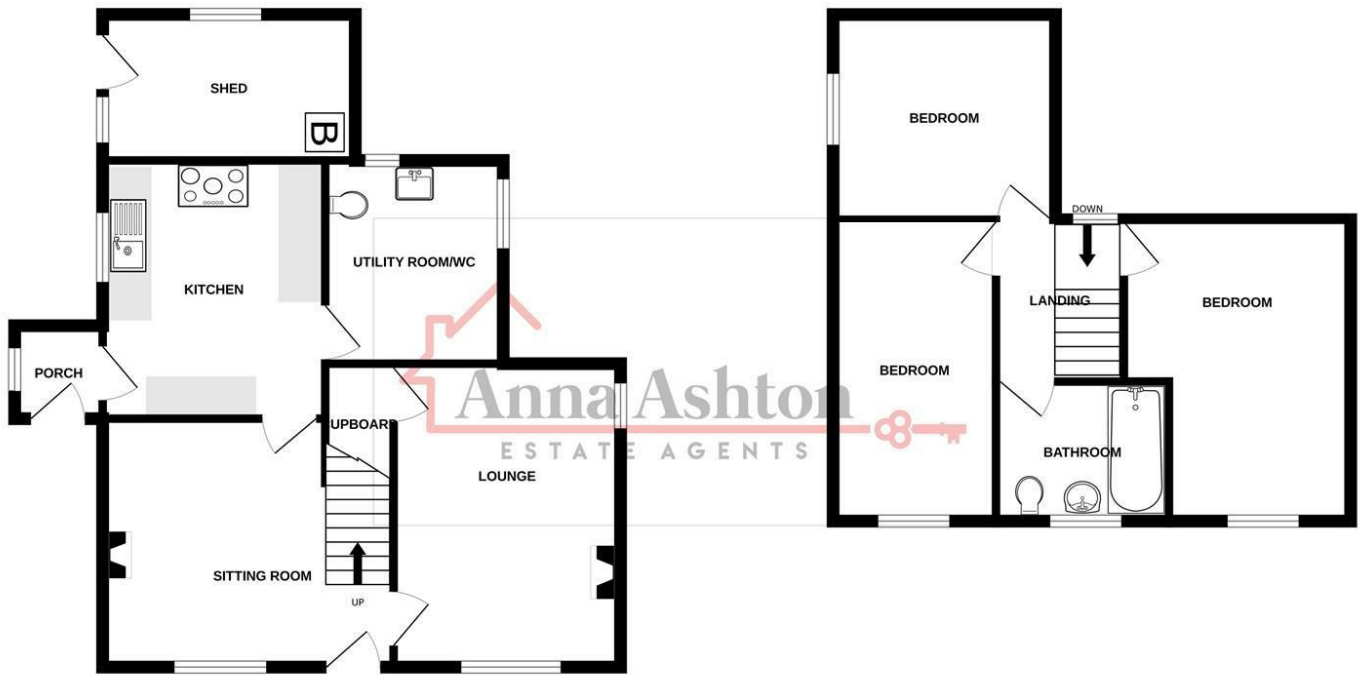 SHED
B
KITCHEN
UTILITY ROOM/WC
PORCH
UPBOARD
LOUNGE
SITTING ROOM
UP
Anna Ashton
ESTATE AGENTS
BEDROOM
DOWN
LANDING
BEDROOM
BEDROOM
BATHROOM